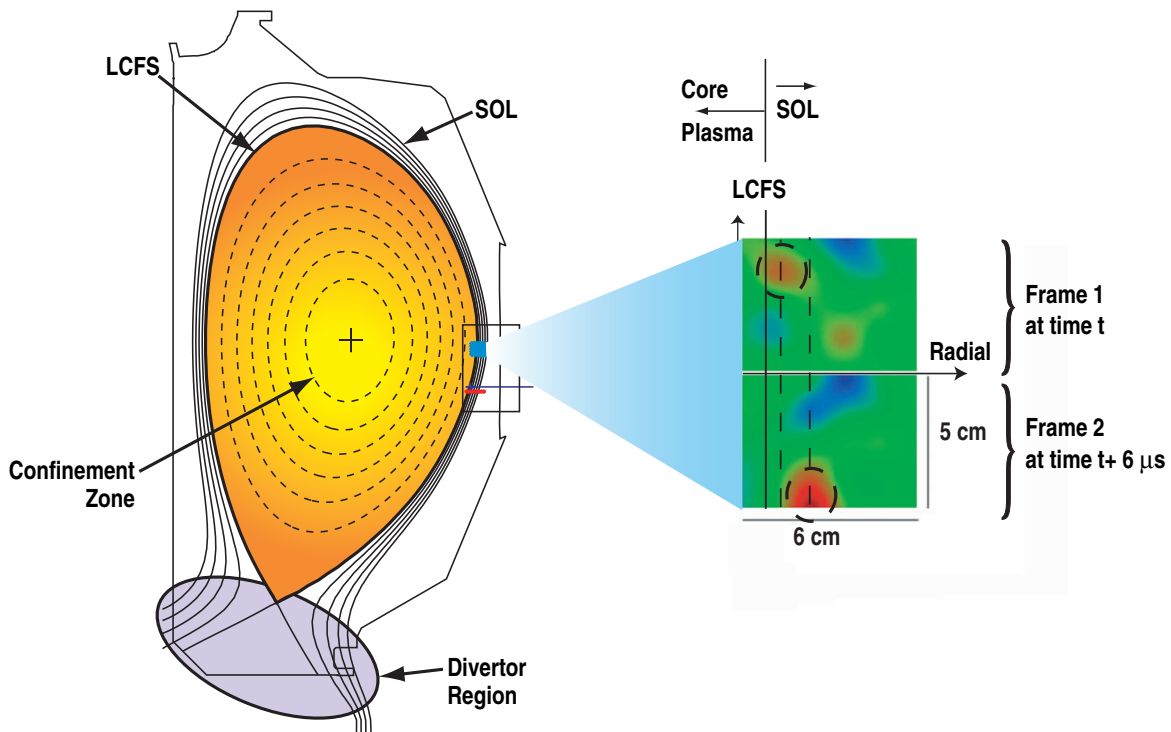 LCFS
SOL
Confinement
Zone
Divertor
Region
Core
Plasma
SOL
LCFS
Radial
Frame 1
at time t
5 cm
Frame 2
at time t+ 6 μs
6 cm